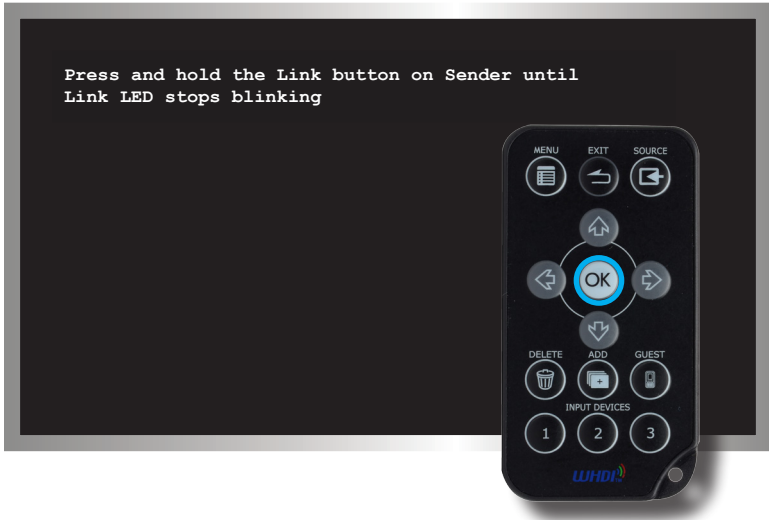 Press and hold the Link button on Sender until
Link LED stops blinking
MENU EXIT SOURCE
OK
DELETE ADD GUEST
INPUT DEVICES
1 2 3
WHDI